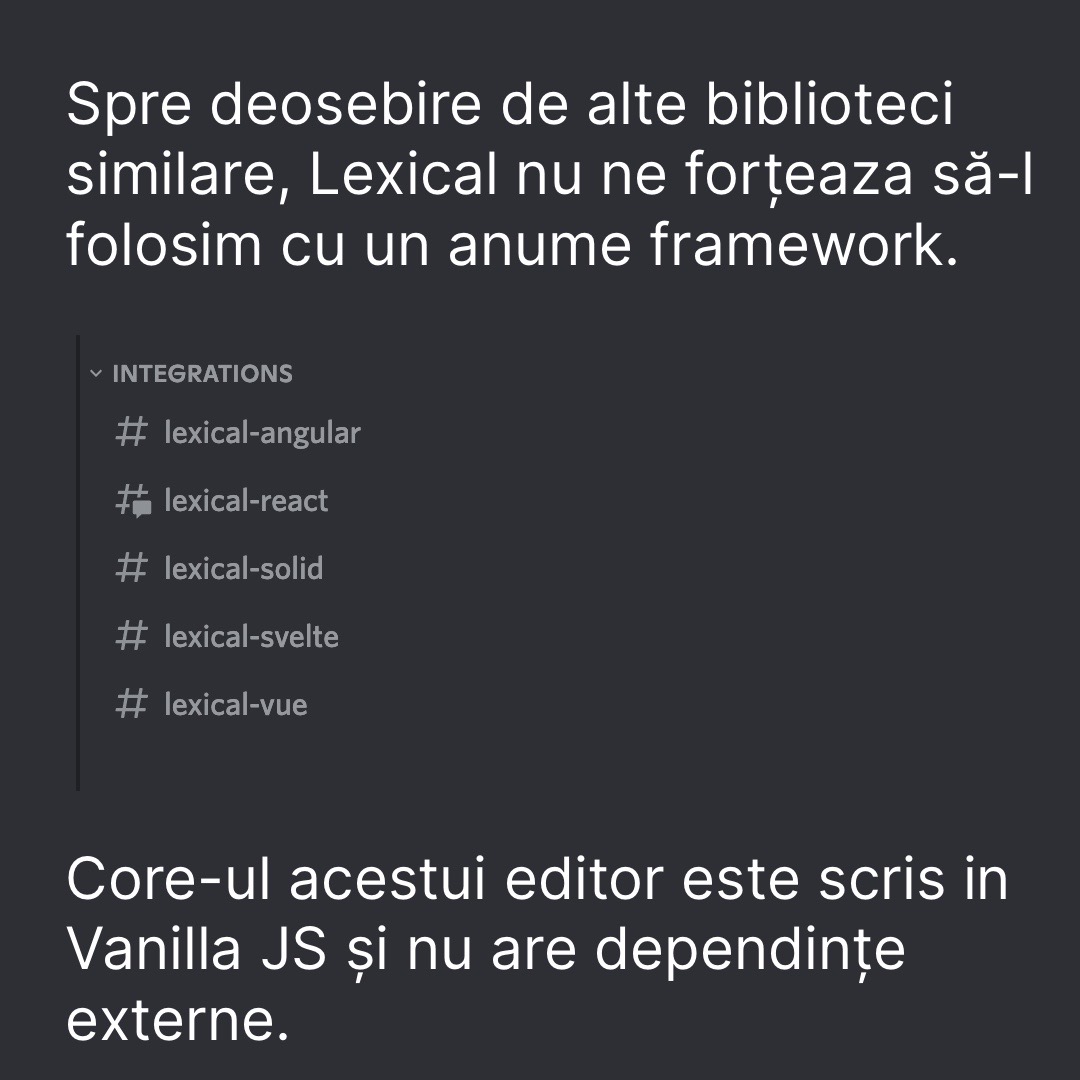 Spre deosebire de alte biblioteci
similare, Lexical nu ne forțeaza să-l
folosim cu un anume framework.
INTEGRATIONS
# lexical-angular
# lexical-react
# lexical-solid
# lexical-svelte
# lexical-vue
Core-ul acestui editor este scris in
Vanilla JS și nu are dependințe
externe.